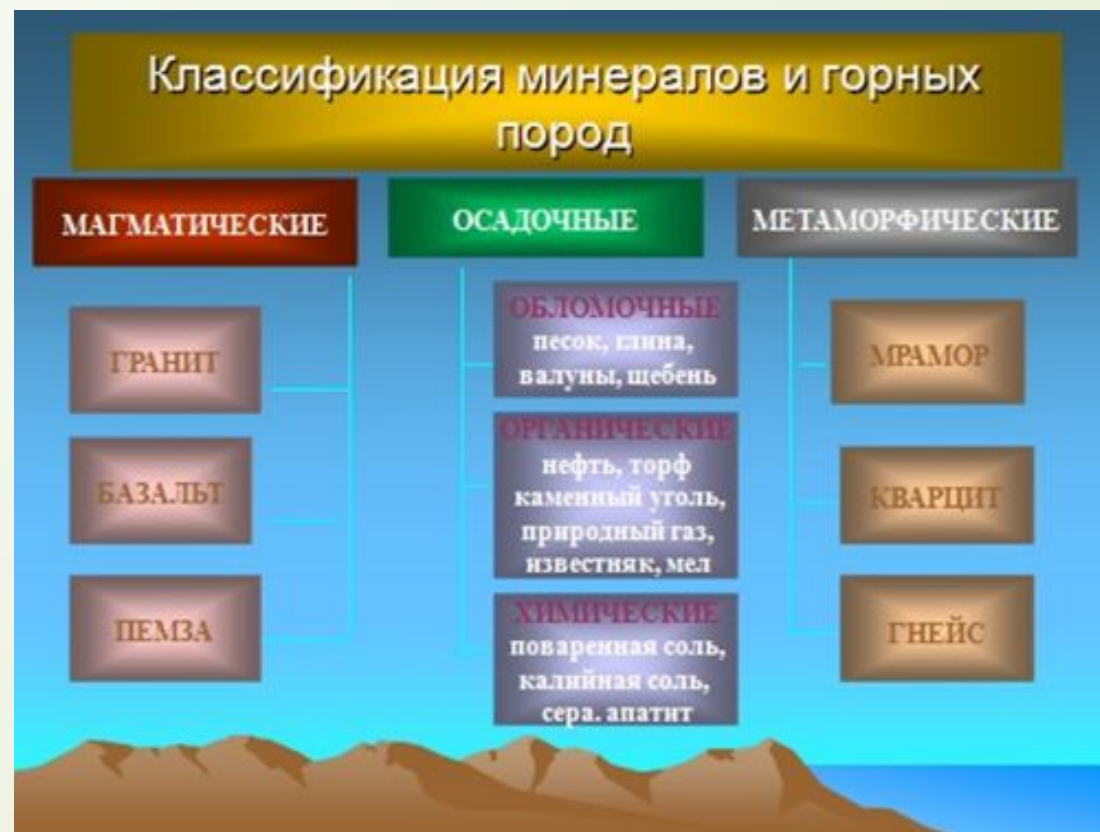 Классификация минералов и горных
пород
МАГМАТИЧЕСКИЕ
ОСАДОЧНЫЕ
МЕТАМОРФИЧЕСКИЕ
ГРАНИТ
БАЗАЛЬТ
ПЕМЗА
ОБЛОМОЧНЫЕ
песок, глина,
валуны, щебень
ОРГАНИЧЕСКИЕ
нефть, торф
каменный уголь,
природный газ,
известняк, мел
ХИМИЧЕСКИЕ
поваренная соль,
калийная соль,
сера. апатит
МРАМОР
КВАРЦИТ
ГНЕЙС